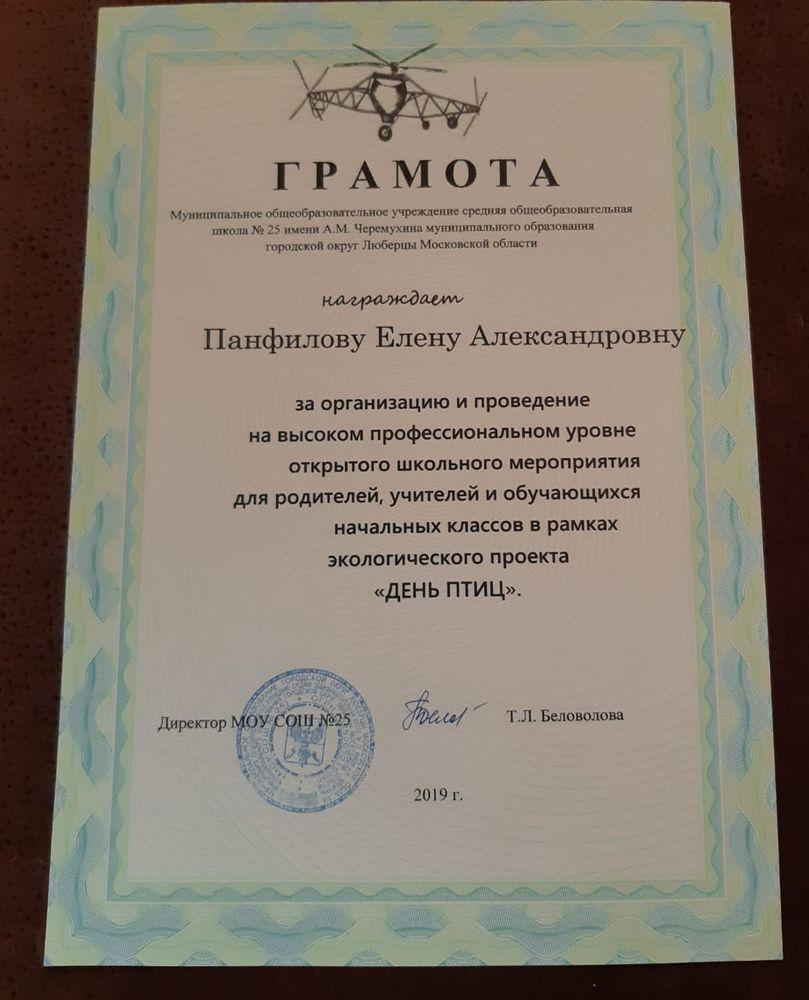 ГРАМОТА
Муниципальное общеобразовательное учреждение средняя общеобразовательная
школа № 25 имени А.М. Черемухина муниципального образования
городской округ Люберцы Московской области
награждает
Панфилову Елену Александровну
за организацию и проведение
на высоком профессиональном уровне
открытого школьного мероприятия
для родителей, учителей и обучающихся
начальных классов в рамках
экологического проекта
«ДЕНЬ ПТИЦ».
Директор МОУ СОШ №25 Т.Л. Беловолова
2019 г.